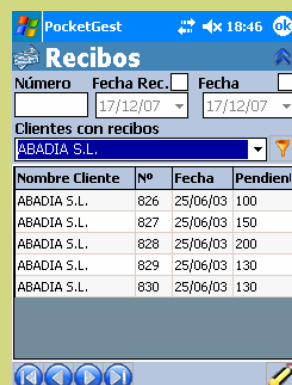 PocketGest 18:46 ok
Recibos
Número Fecha Rec. Fecha
17/12/07 17/12/07
Clientes con recibos
ABADIA S.L.
Nombre Cliente Nº Fecha Pendien
ABADIA S.L. 826 25/06/03 100
ABADIA S.L. 827 25/06/03 150
ABADIA S.L. 828 25/06/03 200
ABADIA S.L. 829 25/06/03 130
ABADIA S.L. 830 25/06/03 130